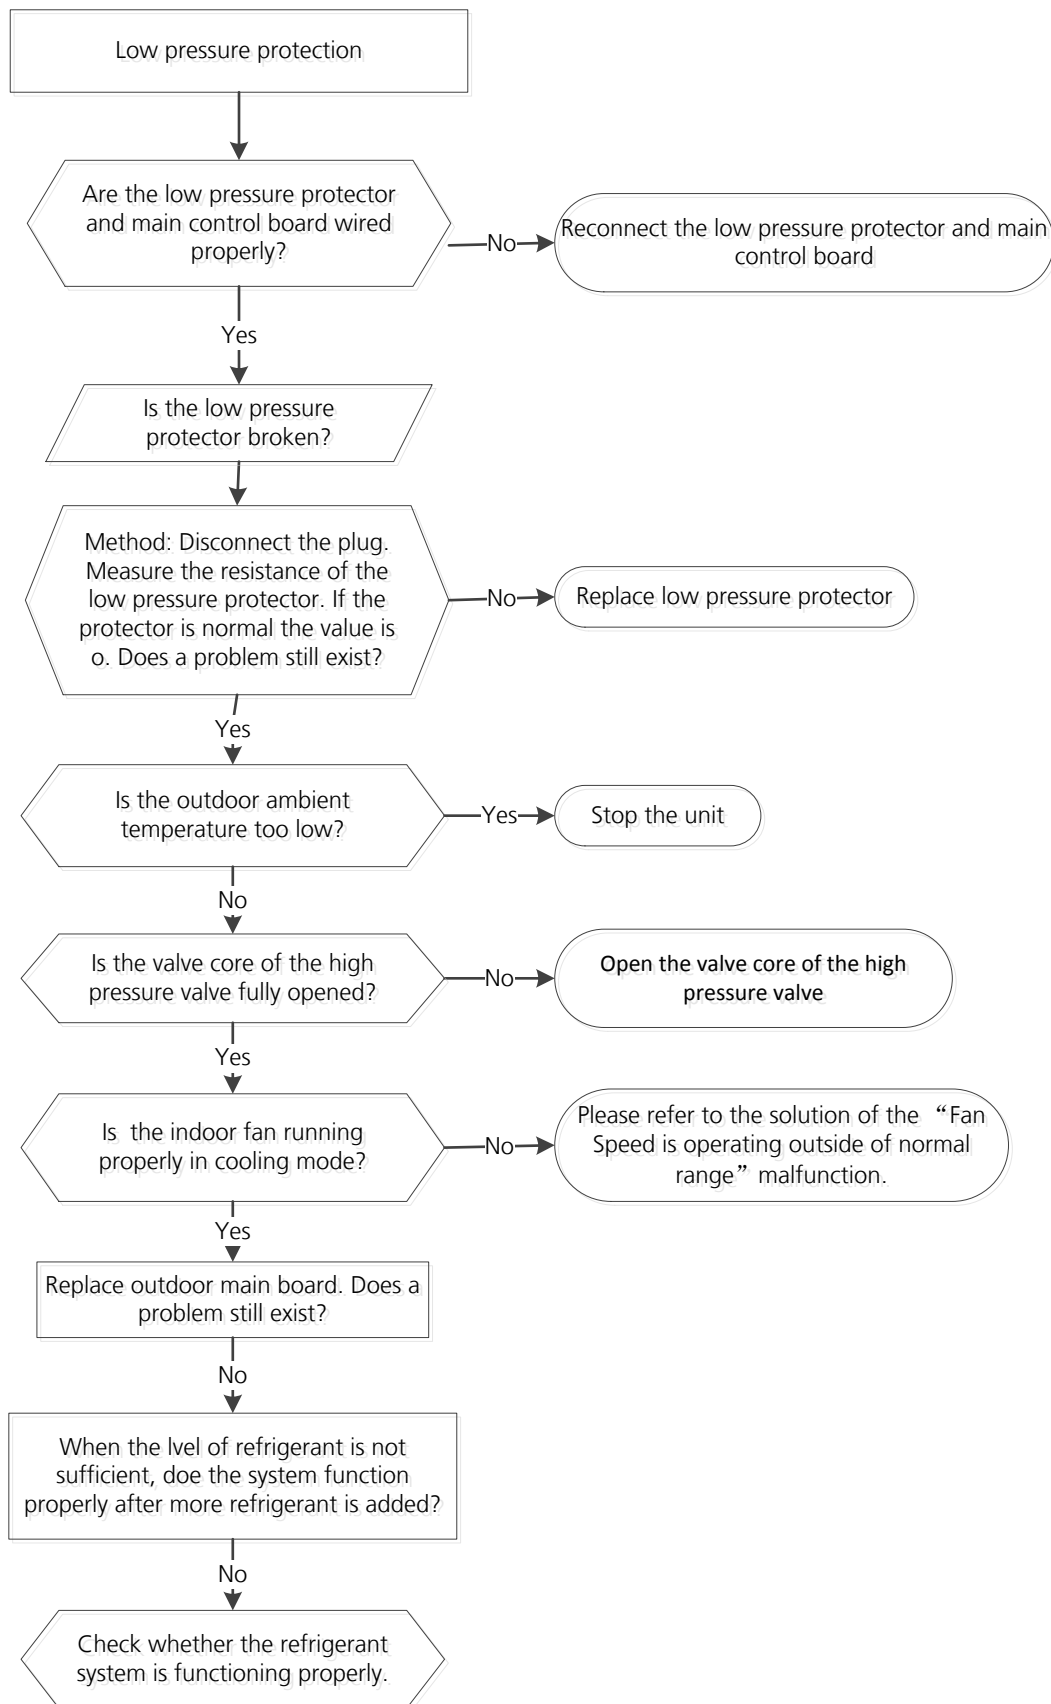 Low pressure protection
Are the low pressure protector
and main control board wired
properly?
No
Reconnect the low pressure protector and main
control board
Yes
Is the low pressure
protector broken?
Method: Disconnect the plug.
Measure the resistance of the
low pressure protector. If the
protector is normal the value is
o. Does a problem still exist?
No
Replace low pressure protector
Yes
Is the outdoor ambient
temperature too low?
Yes
Stop the unit
No
Is the valve core of the high
pressure valve fully opened?
No
Open the valve core of the high
pressure valve
Yes
Is the indoor fan running
properly in cooling mode?
No
Please refer to the solution of the “Fan
Speed is operating outside of normal
range” malfunction.
Yes
Replace outdoor main board. Does a
problem still exist?
No
When the lvel of refrigerant is not
sufficient, doe the system function
properly after more refrigerant is added?
No
Check whether the refrigerant
system is functioning properly.